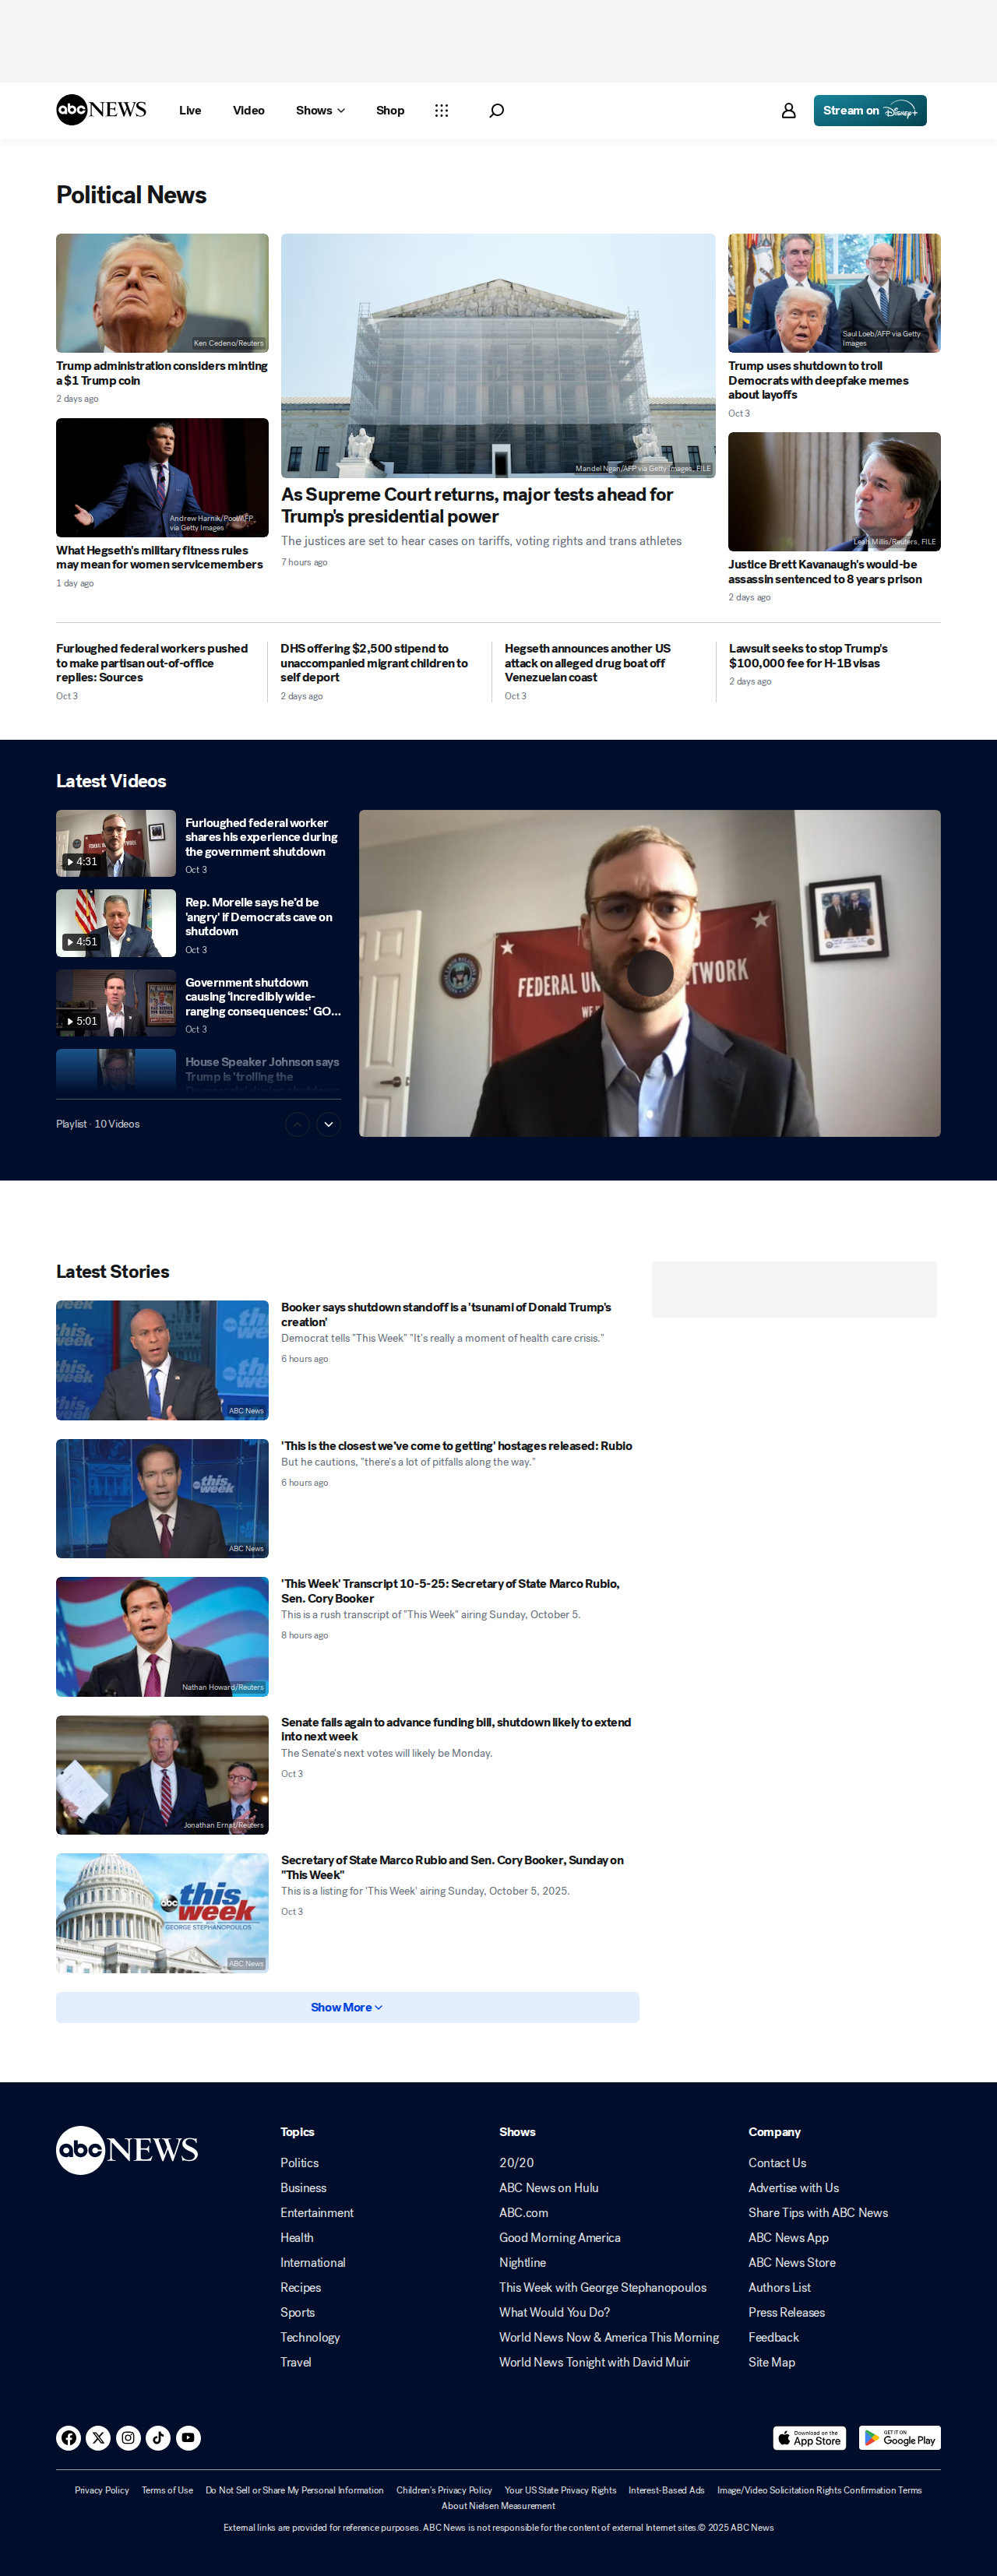 abc NEWS
Live
Video
Shows
Shop
Stream on Disney+
Political News
Ken Cedeno/Reuters
Trump administration considers minting
a $1 Trump coin
2 days ago
Andrew Harnik/Pool/AFP
via Getty Images
What Hegseth's military fitness rules
may mean for women servicemembers
1 day ago
Mandel Ngan/AFP via Getty Images, FILE
As Supreme Court returns, major tests ahead for
Trump's presidential power
The justices are set to hear cases on tariffs, voting rights and trans athletes
7 hours ago
Saul Loeb/AFP via Getty
Images
Trump uses shutdown to troll
Democrats with deepfake memes
about layoffs
Oct 3
Leah Millis/Reuters, FILE
Justice Brett Kavanaugh's would-be
assassin sentenced to 8 years prison
2 days ago
Furloughed federal workers pushed
to make partisan out-of-office
replies: Sources
Oct 3
DHS offering $2,500 stipend to
unaccompanied migrant children to
self deport
2 days ago
Hegseth announces another US
attack on alleged drug boat off
Venezuelan coast
Oct 3
Lawsuit seeks to stop Trump's
$100,000 fee for H-1B visas
2 days ago
Latest Videos
4:31
Furloughed federal worker
shares his experience during
the government shutdown
Oct 3
4:51
Rep. Morelle says he'd be
'angry' if Democrats cave on
shutdown
Oct 3
5:01
Government shutdown
causing 'incredibly wide-
ranging consequences:' GO...
Oct 3
House Speaker Johnson says
Trump is 'trolling the
Playlist · 10 Videos
FEDERAL UN
NETWORK
Latest Stories
ABC News
Booker says shutdown standoff is a 'tsunami of Donald Trump's
creation'
Democrat tells "This Week" "It's really a moment of health care crisis."
6 hours ago
abc this week
ABC News
'This is the closest we've come to getting' hostages released: Rubio
But he cautions, "there's a lot of pitfalls along the way."
6 hours ago
Nathan Howard/Reuters
'This Week' Transcript 10-5-25: Secretary of State Marco Rubio,
Sen. Cory Booker
This is a rush transcript of "This Week" airing Sunday, October 5.
8 hours ago
Jonathan Ernst/Reuters
Senate fails again to advance funding bill, shutdown likely to extend
into next week
The Senate's next votes will likely be Monday.
Oct 3
abc this week
GEORGE STEPHANOPOULOS
ABC News
Secretary of State Marco Rubio and Sen. Cory Booker, Sunday on
"This Week"
This is a listing for 'This Week' airing Sunday, October 5, 2025.
Oct 3
Show More
abc NEWS
Topics
Politics
Business
Entertainment
Health
International
Recipes
Sports
Technology
Travel
Shows
20/20
ABC News on Hulu
ABC.com
Good Morning America
Nightline
This Week with George Stephanopoulos
What Would You Do?
World News Now & America This Morning
World News Tonight with David Muir
Company
Contact Us
Advertise with Us
Share Tips with ABC News
ABC News App
ABC News Store
Authors List
Press Releases
Feedback
Site Map
Download on the
App Store
GET IT ON
Google Play
Privacy Policy
Terms of Use
Do Not Sell or Share My Personal Information
Children's Privacy Policy
Your US State Privacy Rights
Interest-Based Ads
Image/Video Solicitation Rights Confirmation Terms
About Nielsen Measurement
External links are provided for reference purposes. ABC News is not responsible for the content of external Internet sites.© 2025 ABC News